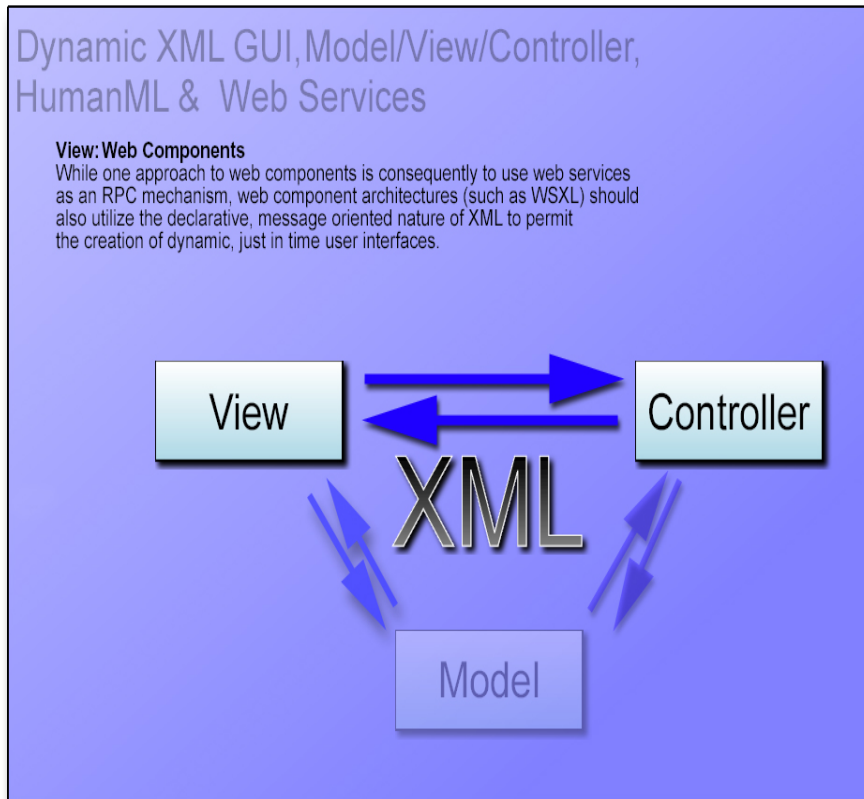 Dynamic XML GUI, Model/View/Controller,
HumanML & Web Services
View: Web Components
While one approach to web components is consequently to use web services
as an RPC mechanism, web component architectures (such as WSXL) should
also utilize the declarative, message oriented nature of XML to permit
the creation of dynamic, just in time user interfaces.
View
Controller
XML
Model